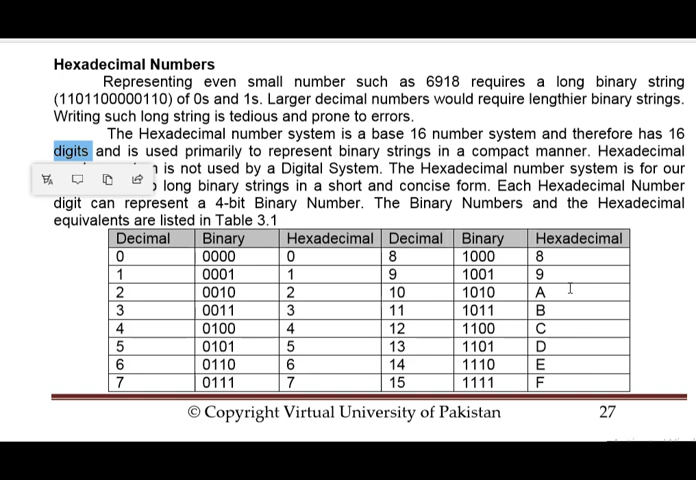 Hexadecimal Numbers
Representing even small number such as 6918 requires a long binary string
(1101100000110) of 0s and 1s. Larger decimal numbers would require lengthier binary strings.
Writing such long string is tedious and prone to errors.
The Hexadecimal number system is a base 16 number system and therefore has 16
digits and is used primarily to represent binary strings in a compact manner. Hexadecimal
is not used by a Digital System. The Hexadecimal number system is for our
long binary strings in a short and concise form. Each Hexadecimal Number
digit can represent a 4-bit Binary Number. The Binary Numbers and the Hexadecimal
equivalents are listed in Table 3.1
Decimal Binary Hexadecimal Decimal Binary Hexadecimal
0 0000 0 8 1000 8
1 0001 1 9 1001 9
2 0010 2 10 1010 A
3 0011 3 11 1011 B
4 0100 4 12 1100 C
5 0101 5 13 1101 D
6 0110 6 14 1110 E
7 0111 7 15 1111 F
© Copyright Virtual University of Pakistan 27